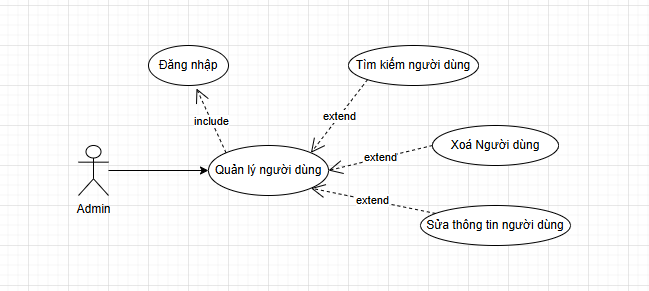 Đăng nhập
Tìm kiếm người dùng
include
extend
extend
Xoá Người dùng
Quản lý người dùng
extend
Admin
Sửa thông tin người dùng